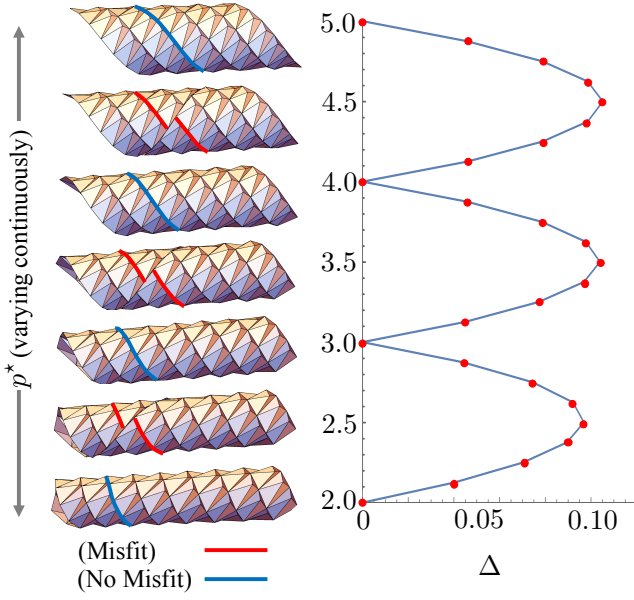 p* (varying continuously)
(Misfit)
(No Misfit)
5.0
4.5
4.0
3.5
3.0
2.5
2.0
0
0.05
0.10
Δ